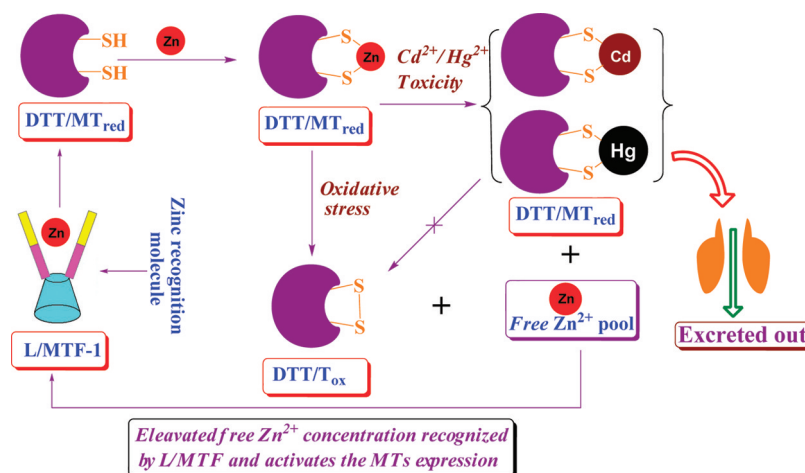 SH
SH
DTT/MTred
Zn
S
S
Zn
DTT/MTred
Cd2+/Hg2+
Toxicity
S
S
Cd
S
S
Hg
DTT/MTred
Oxidative
stress
Zn
L/MTF-1
Zinc recognition
molecule
S
S
DTT/Tox
+
+
Zn
Free Zn2+ pool
Excreted out
Eleavated free Zn2+ concentration recognized
by L/MTF and activates the MTs expression